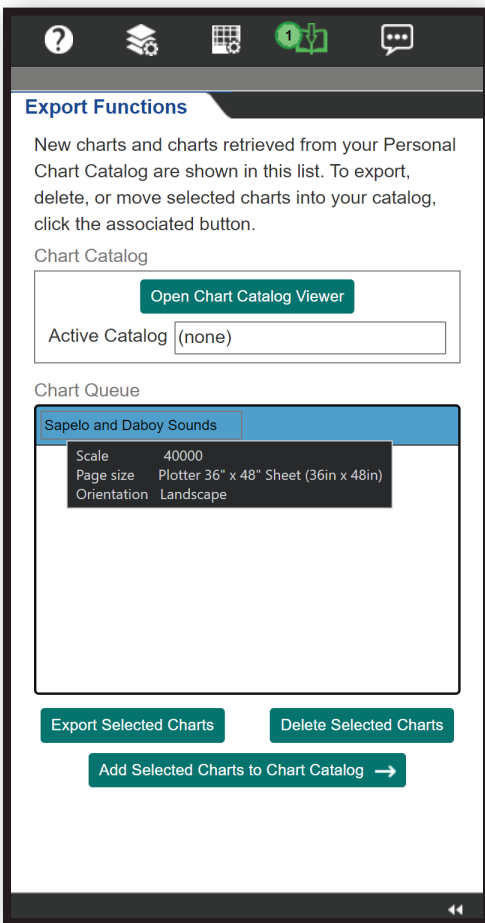 ?
1
Export Functions
New charts and charts retrieved from your Personal
Chart Catalog are shown in this list. To export,
delete, or move selected charts into your catalog,
click the associated button.
Chart Catalog
Open Chart Catalog Viewer
Active Catalog (none)
Chart Queue
Sapelo and Daboy Sounds
Scale 40000
Page size Plotter 36" x 48" Sheet (36in x 48in)
Orientation Landscape
Export Selected Charts Delete Selected Charts
Add Selected Charts to Chart Catalog →